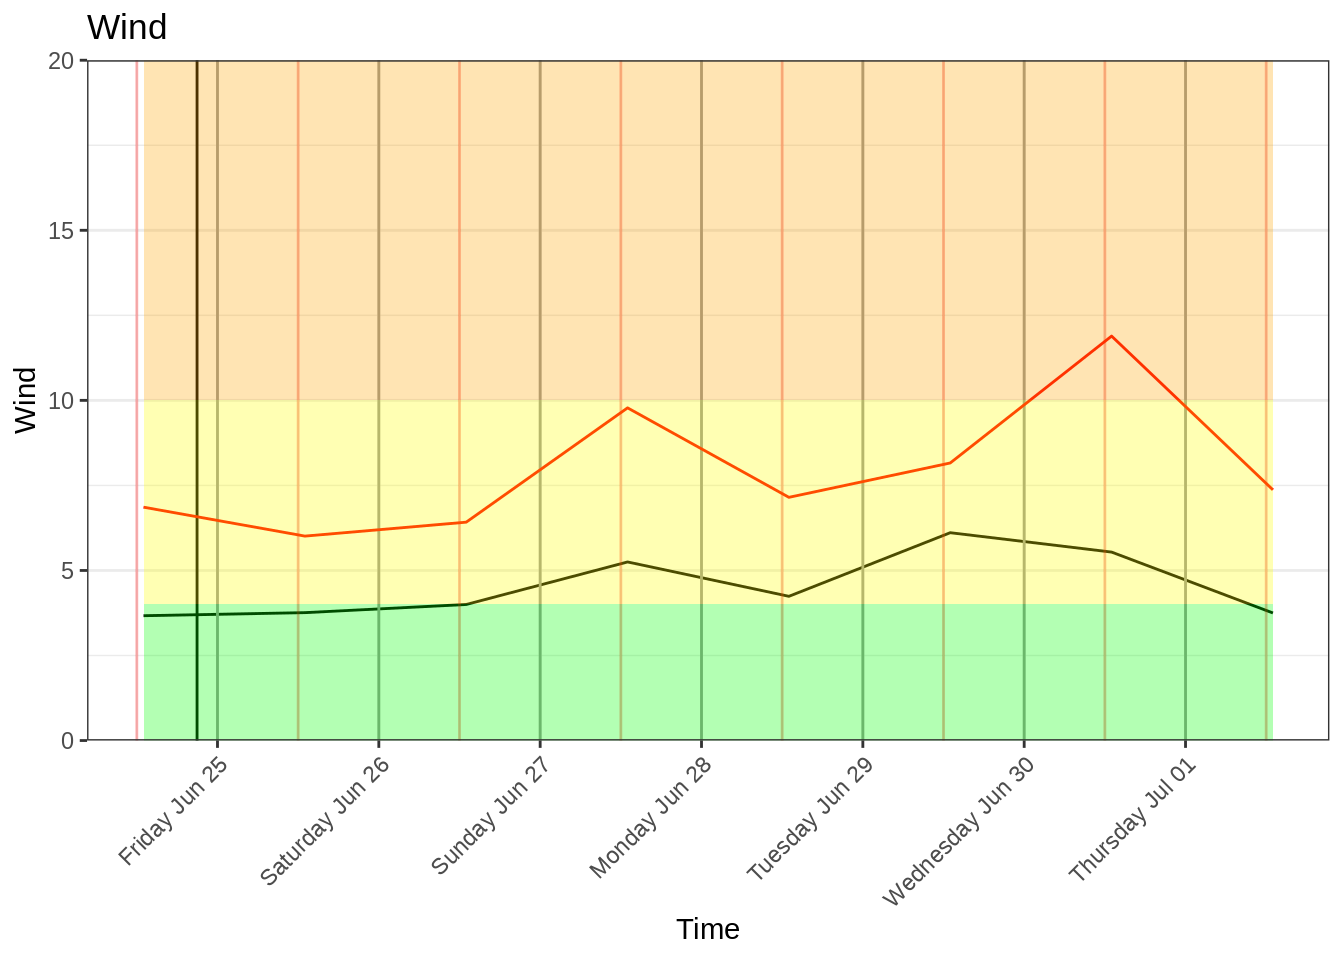 Wind
20
15
10
5
0
Wind
Friday Jun 25
Saturday Jun 26
Sunday Jun 27
Monday Jun 28
Tuesday Jun 29
Wednesday Jun 30
Thursday Jul 01
Time